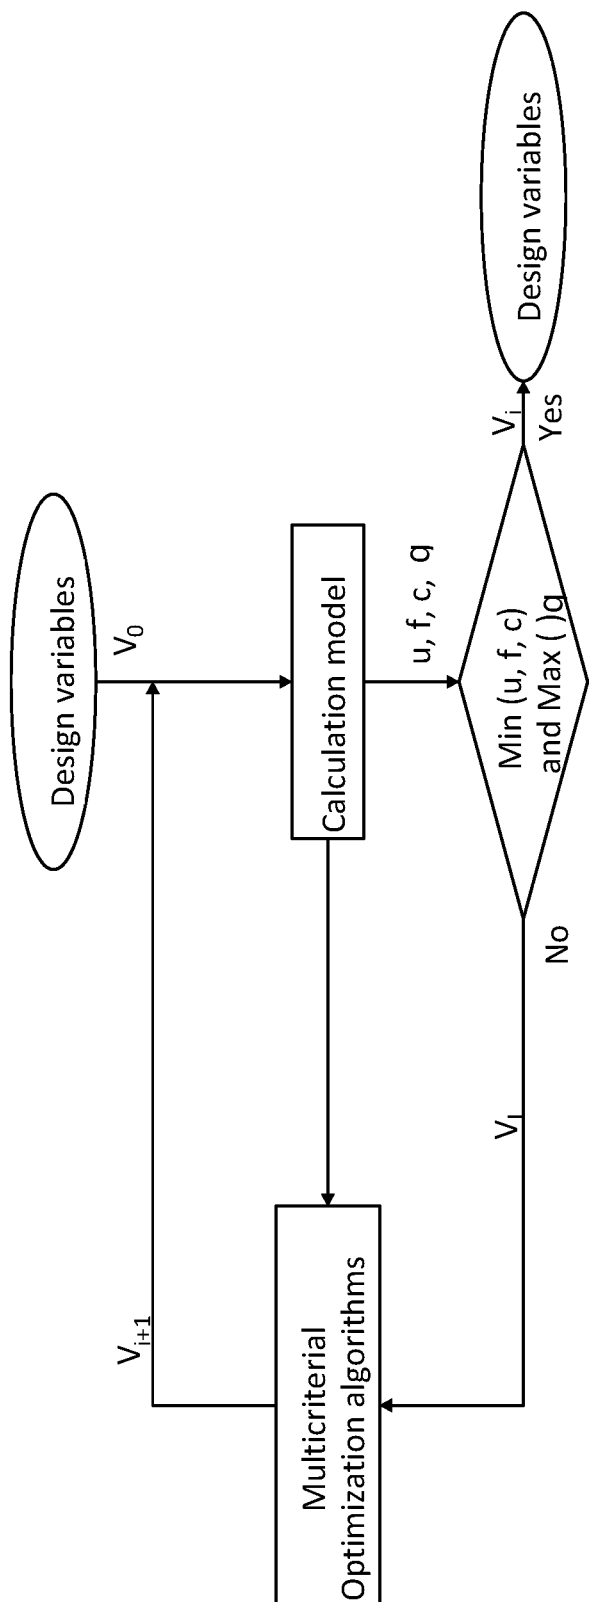 Design variables
V0
Vi+1
Calculation model
Multicriterial
Optimization algorithms
u, f, c, q
Min (u, f, c)
and Max ( )q
Vi
Yes
No
VI
Design variables